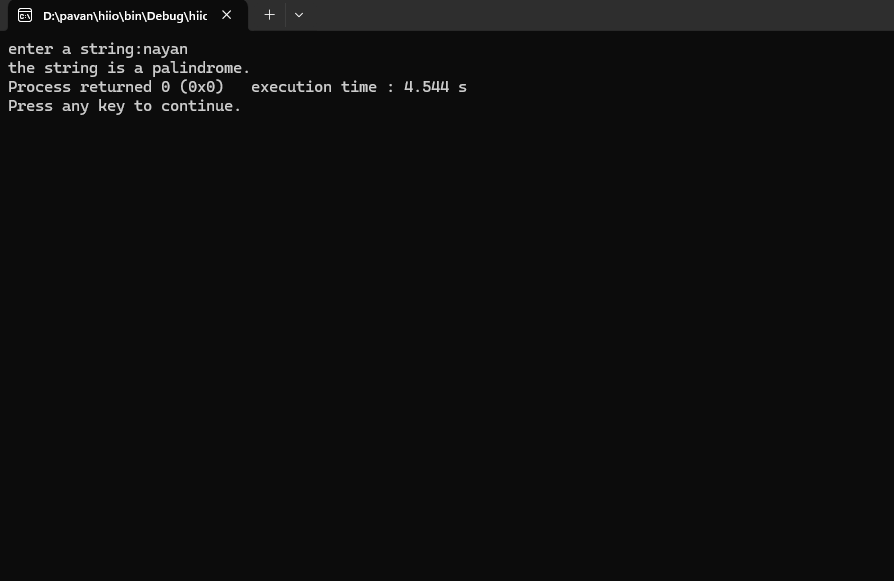 D:\pavan\hiio\bin\Debug\hiic
enter a string:nayan
the string is a palindrome.
Process returned 0 (0x0)   execution time : 4.544 s
Press any key to continue.